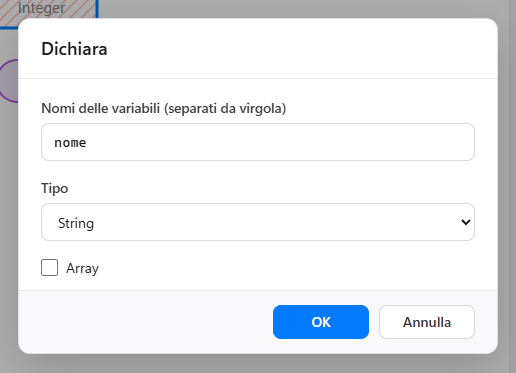 Integer
Dichiara
Nomi delle variabili (separati da virgola)
nome
Tipo
String
Array
OK
Annulla